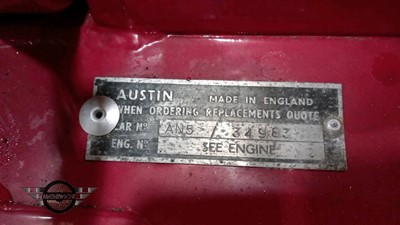 AUSTIN MADE IN ENGLAND
WHEN ORDERING REPLACEMENTS QUOTE
CAR Nº AN5 /
ENG. Nº SEE ENGINE